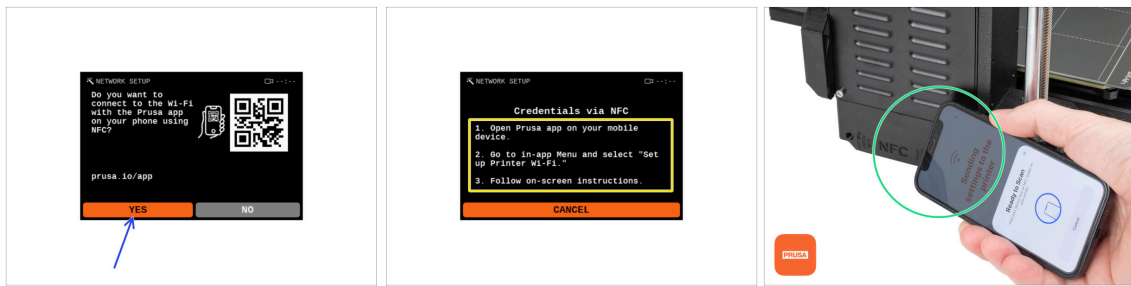 NETWORK SETUP
--:--
Do you want to
connect to the Wi-Fi
with the Prusa app
on your phone using
NFC?
prusa.io/app
YES
NO
NETWORK SETUP
--:--
Credentials via NFC
1. Open Prusa app on your mobile
device.
2. Go to in-app Menu and select "Set
up Printer Wi-Fi."
3. Follow on-screen instructions.
CANCEL
NFC
Sending
settings to the
printer
Ready to Scan
Cancel
PRUSA